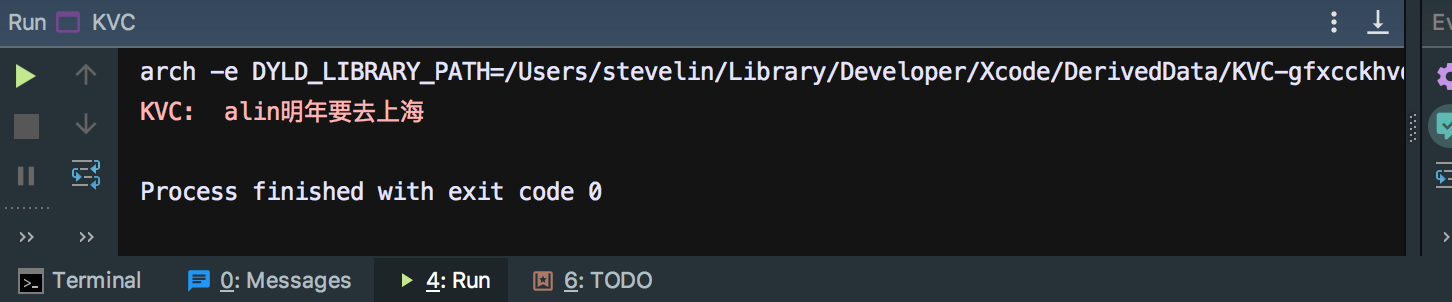 Run KVC Ev
arch -e DYLD_LIBRARY_PATH=/Users/stevelin/Library/Developer/Xcode/DerivedData/KVC-gfxcckhv
KVC: alin明年要去上海
Process finished with exit code 0
Terminal 0: Messages 4: Run 6: TODO